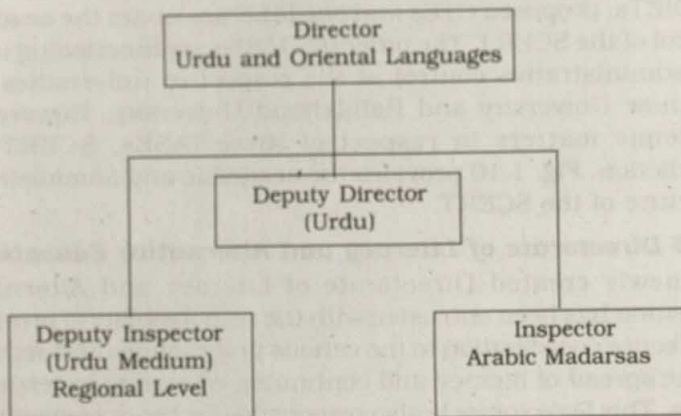 Director
Urdu and Oriental Languages
Deputy Director
(Urdu)
Deputy Inspector
(Urdu Medium)
Regional Level
Inspector
Arabic Madarsas